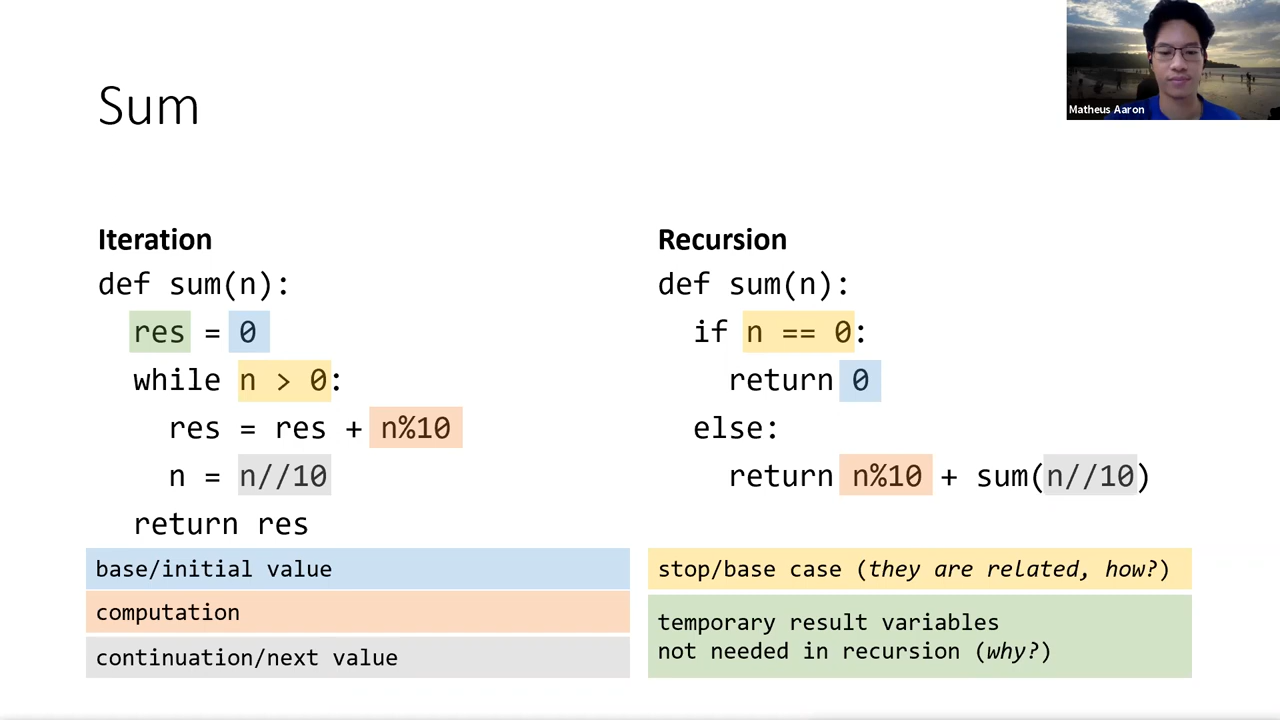 Sum
Matheus Aaron
Iteration
def sum(n):
res = 0
while n > 0:
res = res + n%10
n = n//10
return res
base/initial value
computation
continuation/next value
Recursion
def sum(n):
if n == 0:
return 0
else:
return n%10 + sum(n//10)
stop/base case (they are related, how?)
temporary result variables
not needed in recursion (why?)